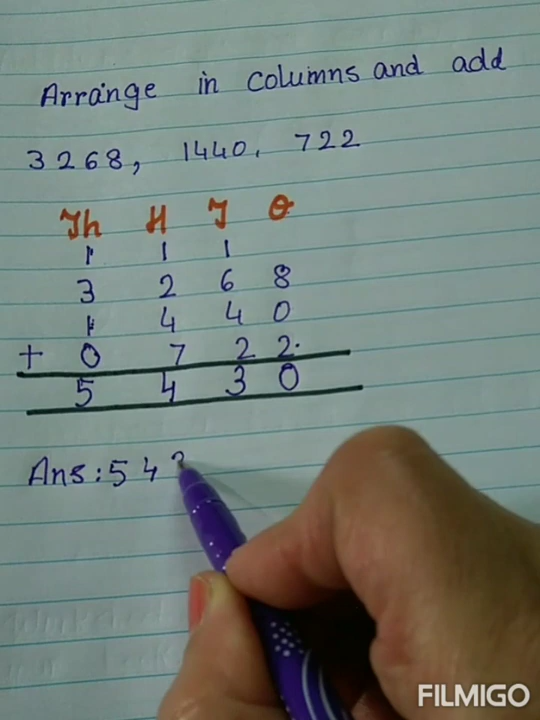 Arrange in columns and add
3268, 1440, 722
Th H T O
1 1 1
3 2 6 8
1 4 4 0
+ 0 7 2 2
5 4 3 0
Ans: 5 4
FILMIGO